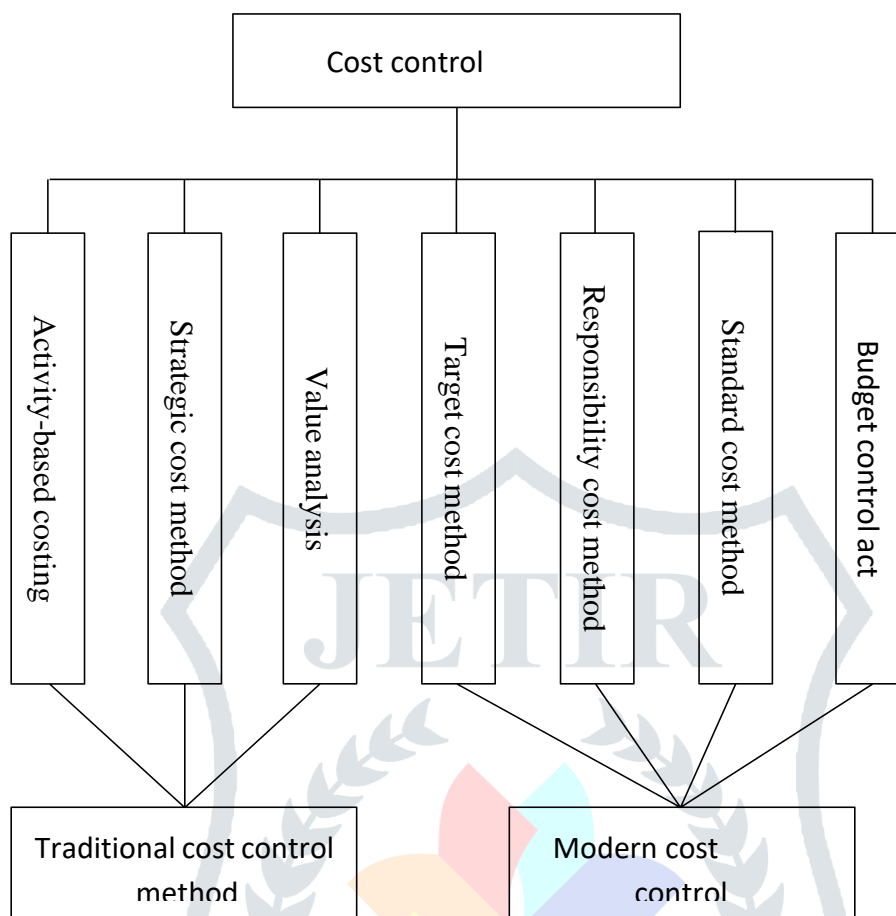 Cost control
Activity-based costing
Strategic cost method
Value analysis
Target cost method
Responsibility cost method
Standard cost method
Budget control act
JETIR
Traditional cost control
method
Modern cost
control